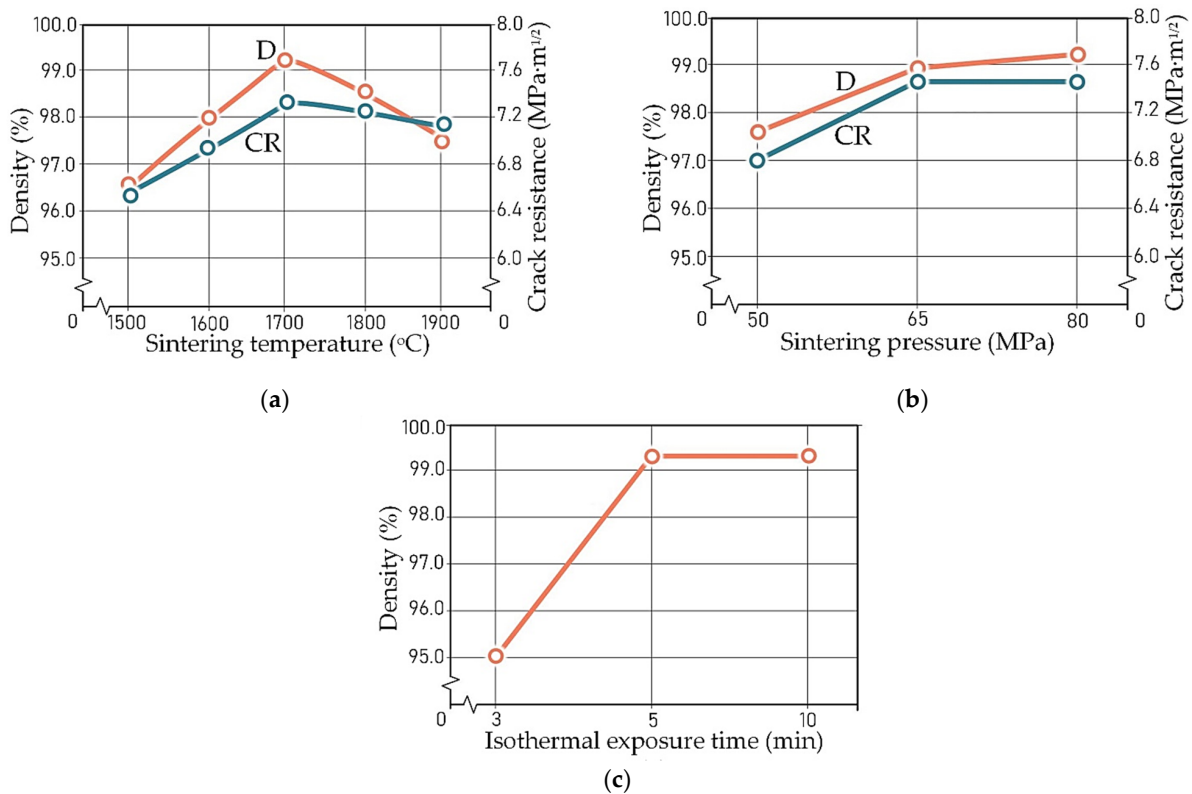 100.0
99.0
98.0
97.0
96.0
95.0
0
Density (%)
D
CR
8.0
7.6
7.2
6.8
6.4
6.0
0
Crack resistance (MPa·m1/2)
1500 1600 1700 1800 1900
Sintering temperature (oC)
(a)
100.0
99.0
98.0
97.0
96.0
95.0
0
Density (%)
D
CR
8.0
7.6
7.2
6.8
6.4
6.0
0
Crack resistance (MPa·m1/2)
50 65 80
Sintering pressure (MPa)
(b)
100.0
99.0
98.0
97.0
96.0
95.0
0
Density (%)
3 5 10
Isothermal exposure time (min)
(c)